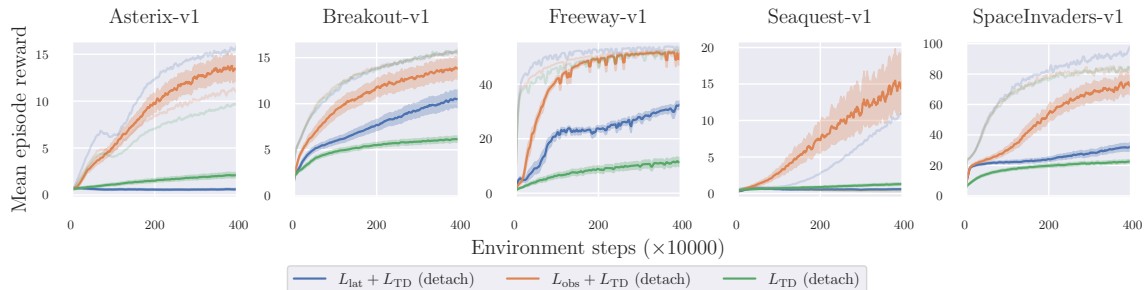 Asterix-v1 Breakout-v1 Freeway-v1 Seaquest-v1 SpaceInvaders-v1
Mean episode reward
15
10
5
0
0 200 400
15
10
5
0
0 200 400
40
20
0
0 200 400
20
15
10
5
0
0 200 400
100
80
60
40
20
0
0 200 400
Environment steps (×10000)
L_lat + L_TD (detach) L_obs + L_TD (detach) L_TD (detach)